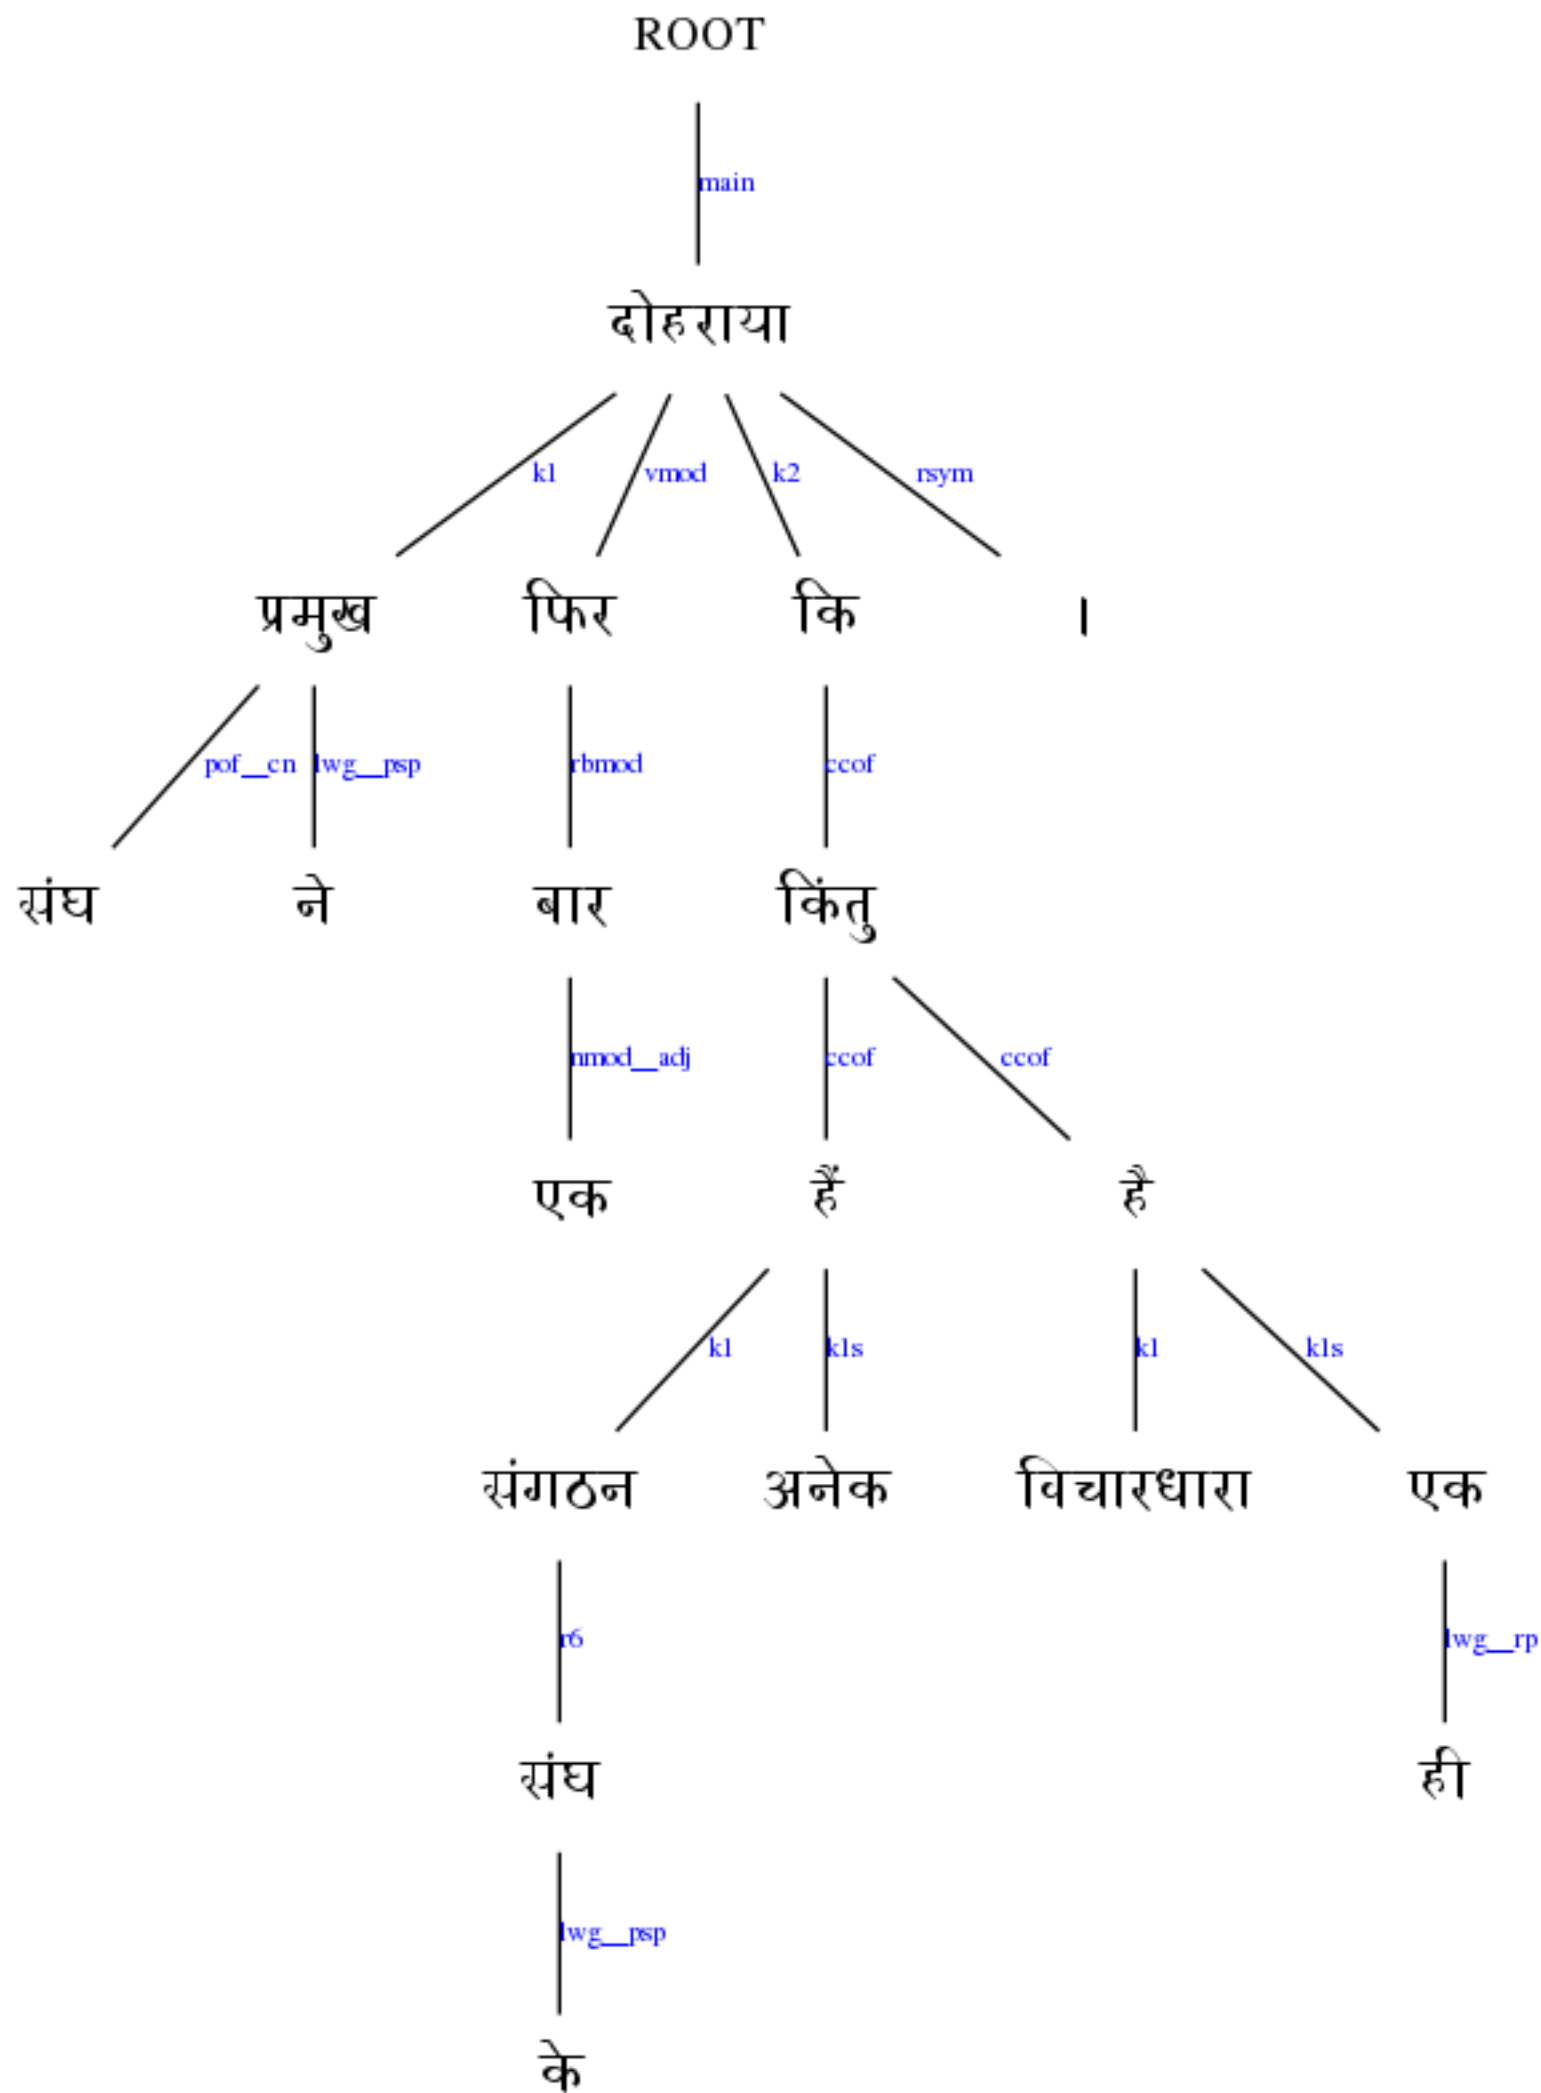 ROOT
main
दोहराया
k1 vmod k2 rsym
प्रमुख फिर कि ।
pof__cn lwg__psp rbmod ccof
संघ ने बार किंतु
nmod__adj ccof ccof
एक हैं है
k1 k1s k1 k1s
संगठन अनेक विचारधारा एक
r6 lwg__rp
संघ ही
lwg__psp
के